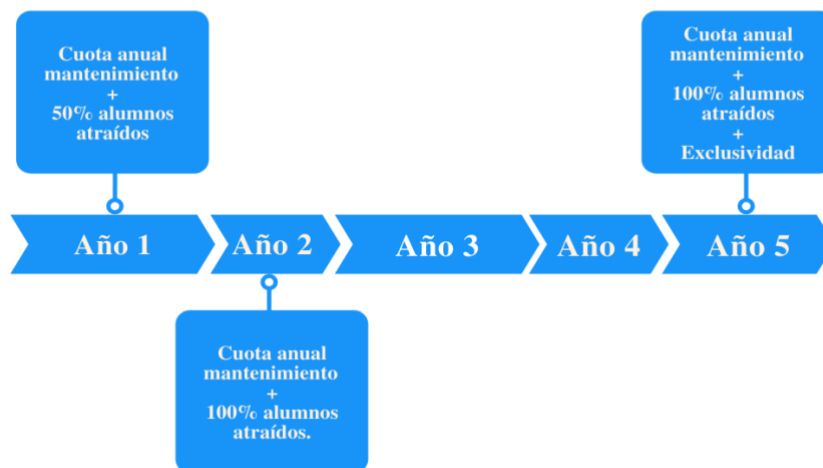 Cuota anual
mantenimiento
+
50% alumnos
atraídos
Cuota anual
mantenimiento
+
100% alumnos
atraídos
+
Exclusividad
Año 1
Año 2
Año 3
Año 4
Año 5
Cuota anual
mantenimiento
+
100% alumnos
atraídos.